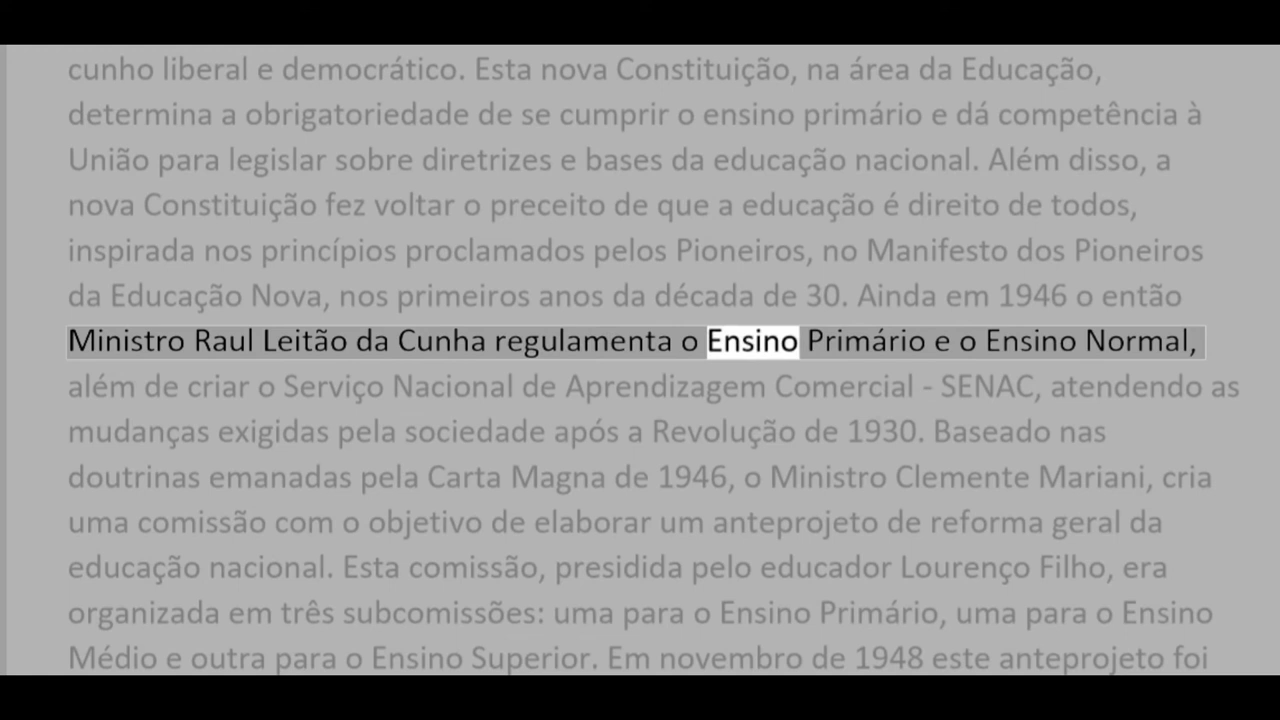 cunho liberal e democrático. Esta nova Constituição, na área da Educação,
determina a obrigatoriedade de se cumprir o ensino primário e dá competência à
União para legislar sobre diretrizes e bases da educação nacional. Além disso, a
nova Constituição fez voltar o preceito de que a educação é direito de todos,
inspirada nos princípios proclamados pelos Pioneiros, no Manifesto dos Pioneiros
da Educação Nova, nos primeiros anos da década de 30. Ainda em 1946 o então
Ministro Raul Leitão da Cunha regulamenta o Ensino Primário e o Ensino Normal,
além de criar o Serviço Nacional de Aprendizagem Comercial - SENAC, atendendo as
mudanças exigidas pela sociedade após a Revolução de 1930. Baseado nas
doutrinas emanadas pela Carta Magna de 1946, o Ministro Clemente Mariani, cria
uma comissão com o objetivo de elaborar um anteprojeto de reforma geral da
educação nacional. Esta comissão, presidida pelo educador Lourenço Filho, era
organizada em três subcomissões: uma para o Ensino Primário, uma para o Ensino
Médio e outra para o Ensino Superior. Em novembro de 1948 este anteprojeto foi